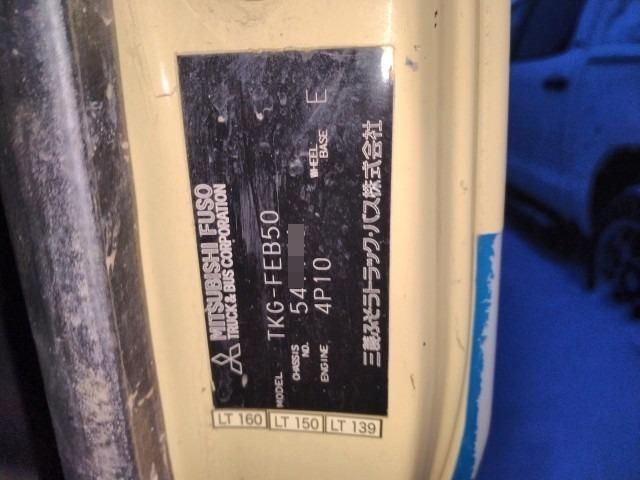 MITSUBISHI FUSO
TRUCK & BUS CORPORATION
MODEL TKG-FEB50
CHASSIS NO. 54
ENGINE 4P10 WHEEL BASE E
三菱ふそうトラック・バス株式会社
LT 160 LT 150 LT 139